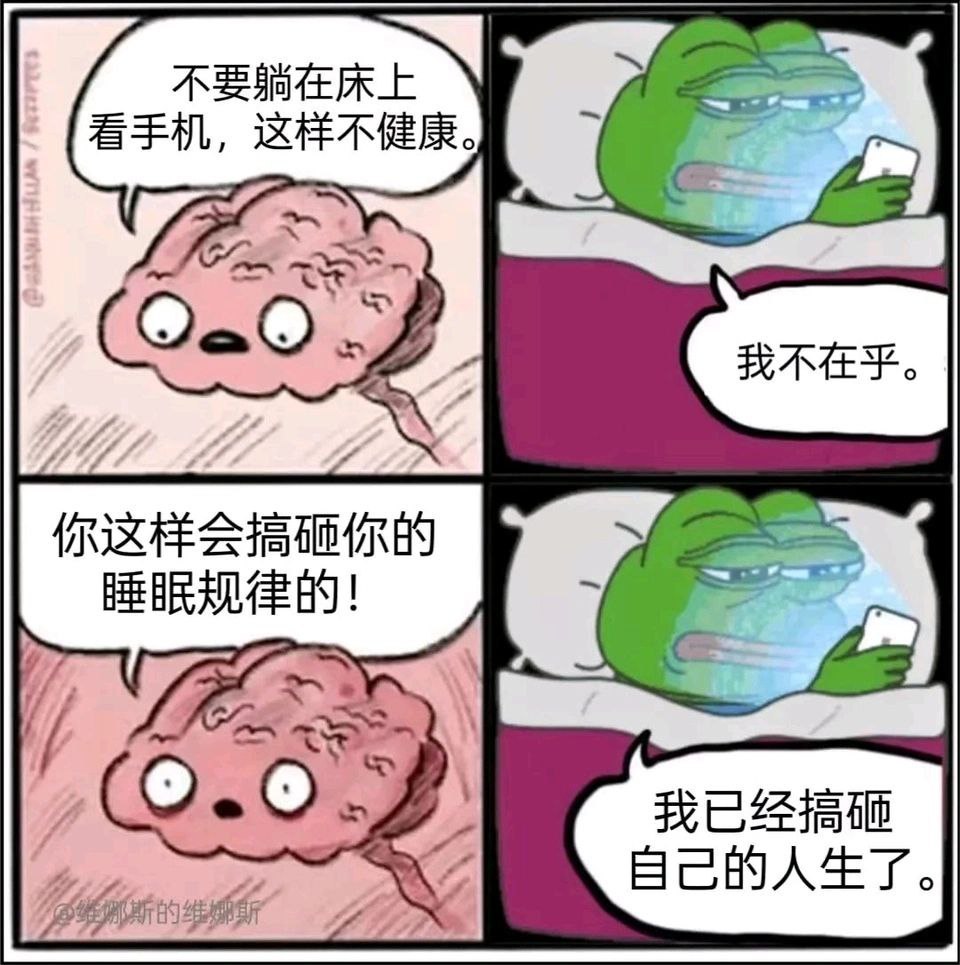 不要躺在床上
看手机，这样不健康。
我不在乎。
你这样会搞砸你的
睡眠规律的！
我已经搞砸
自己的人生了。
@维娜斯的维娜斯